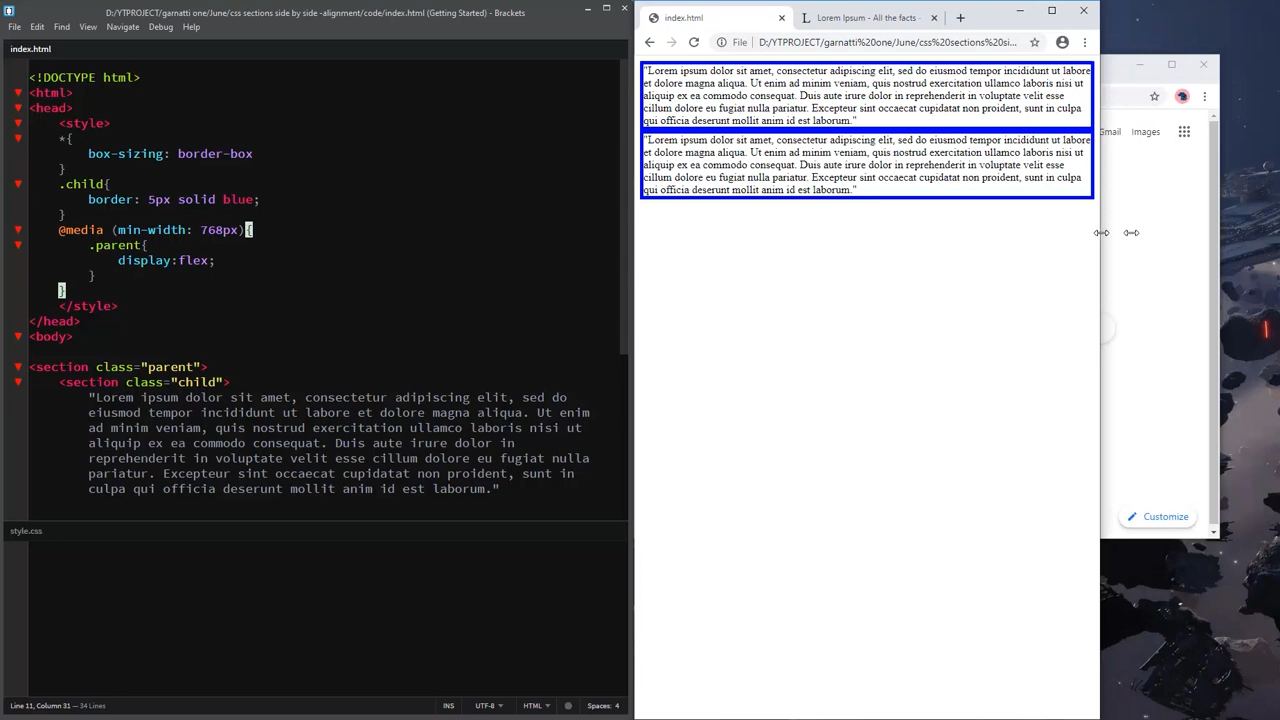 D:/YTPROJECT/garnatti one/June/css sections side by side -alignment/code/index.html (Getting Started) - Brackets
File Edit Find View Navigate Debug Help
index.html
<!DOCTYPE html>
<html>
<head>
<style>
*{
box-sizing: border-box
}
.child{
border: 5px solid blue;
}
@media (min-width: 768px){
.parent{
display:flex;
}
}
</style>
</head>
<body>
<section class="parent">
<section class="child">
"Lorem ipsum dolor sit amet, consectetur adipiscing elit, sed do
eiusmod tempor incididunt ut labore et dolore magna aliqua. Ut enim
ad minim veniam, quis nostrud exercitation ullamco laboris nisi ut
aliquip ex ea commodo consequat. Duis aute irure dolor in
reprehenderit in voluptate velit esse cillum dolore eu fugiat nulla
pariatur. Excepteur sint occaecat cupidatat non proident, sunt in
culpa qui officia deserunt mollit anim id est laborum."
style.css
Line 11, Column 31 — 34 Lines
INS UTF-8 HTML Spaces: 4
index.html
Lorem Ipsum - All the facts -
File D:/YTPROJECT/garnatti%20one/June/css%20sections%20si...
"Lorem ipsum dolor sit amet, consectetur adipiscing elit, sed do eiusmod tempor incididunt ut labore
et dolore magna aliqua. Ut enim ad minim veniam, quis nostrud exercitation ullamco laboris nisi ut
aliquip ex ea commodo consequat. Duis aute irure dolor in reprehenderit in voluptate velit esse
cillum dolore eu fugiat nulla pariatur. Excepteur sint occaecat cupidatat non proident, sunt in culpa
qui officia deserunt mollit anim id est laborum."
"Lorem ipsum dolor sit amet, consectetur adipiscing elit, sed do eiusmod tempor incididunt ut labore
et dolore magna aliqua. Ut enim ad minim veniam, quis nostrud exercitation ullamco laboris nisi ut
aliquip ex ea commodo consequat. Duis aute irure dolor in reprehenderit in voluptate velit esse
cillum dolore eu fugiat nulla pariatur. Excepteur sint occaecat cupidatat non proident, sunt in culpa
qui officia deserunt mollit anim id est laborum."
Gmail Images
Customize